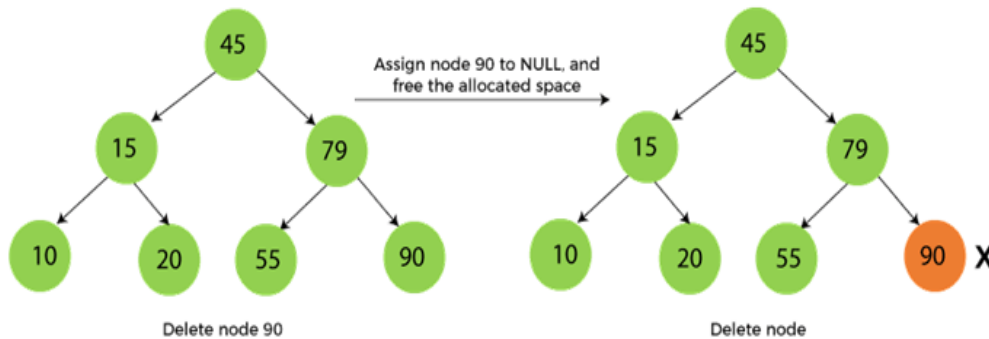 45
45
Assign node 90 to NULL, and
free the allocated space
15
79
15
79
10
20
55
90
10
20
55
90
X
Delete node 90
Delete node